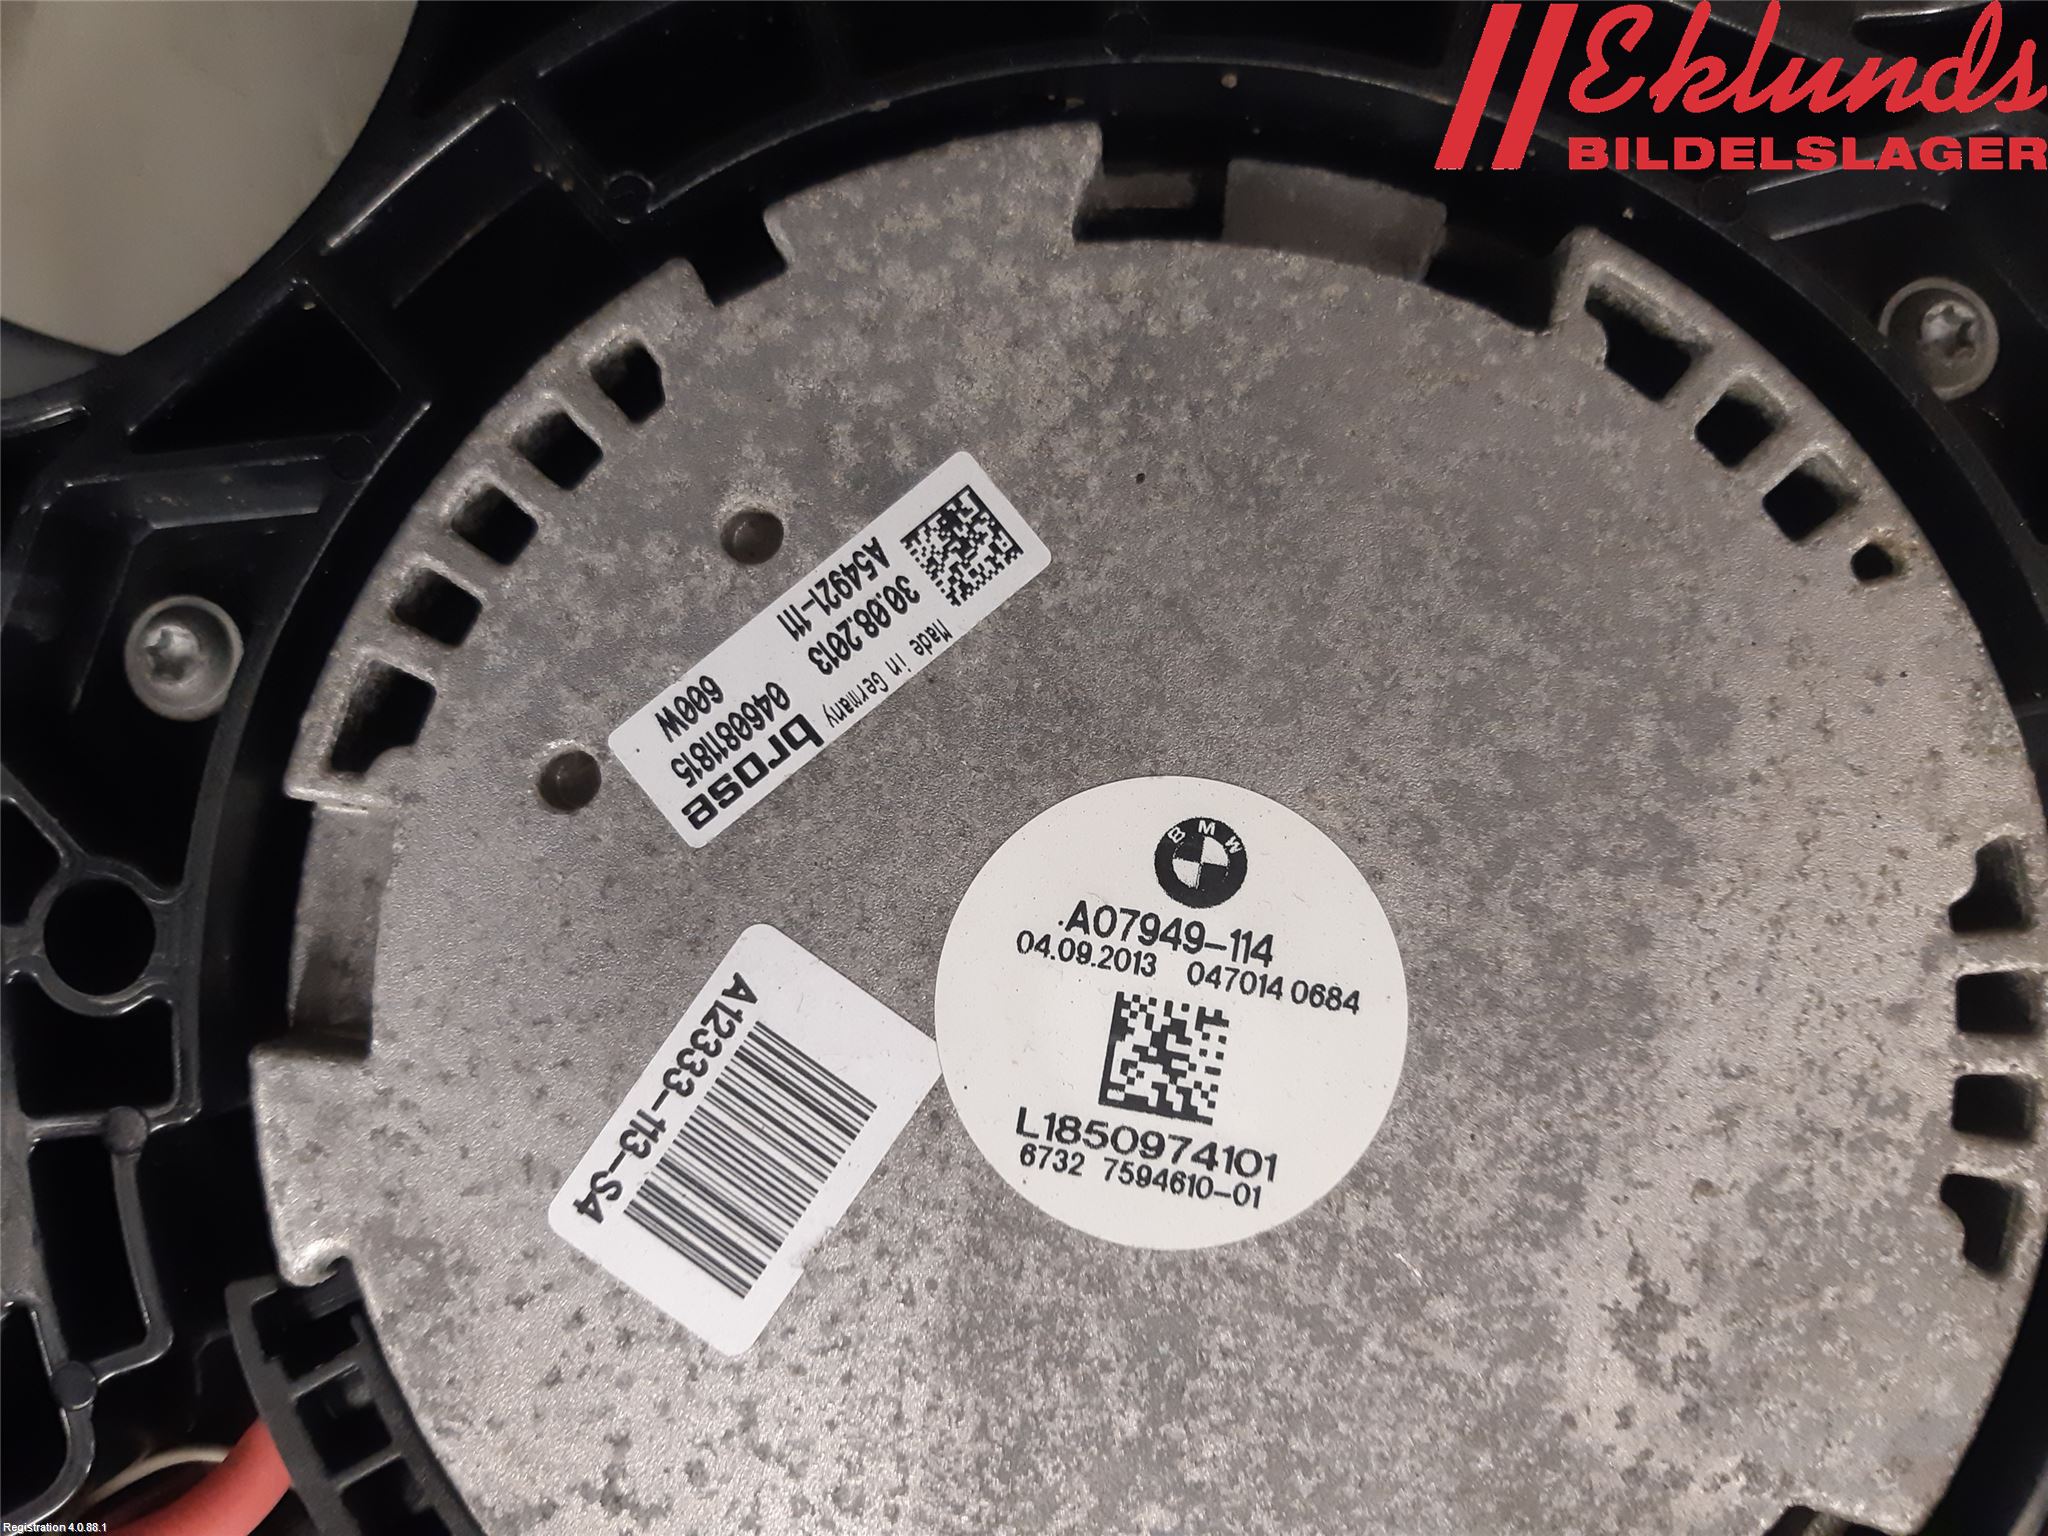 Eklunds
BILDELSLAGER
A54921-111
30.08.2013
Made in Germany
600W
0460811815
brose
BMW
A07949-114
04.09.2013 047014 0684
L1850974101
6732 7594610-01
A12333-113-S4
Registration 4.0.88.1